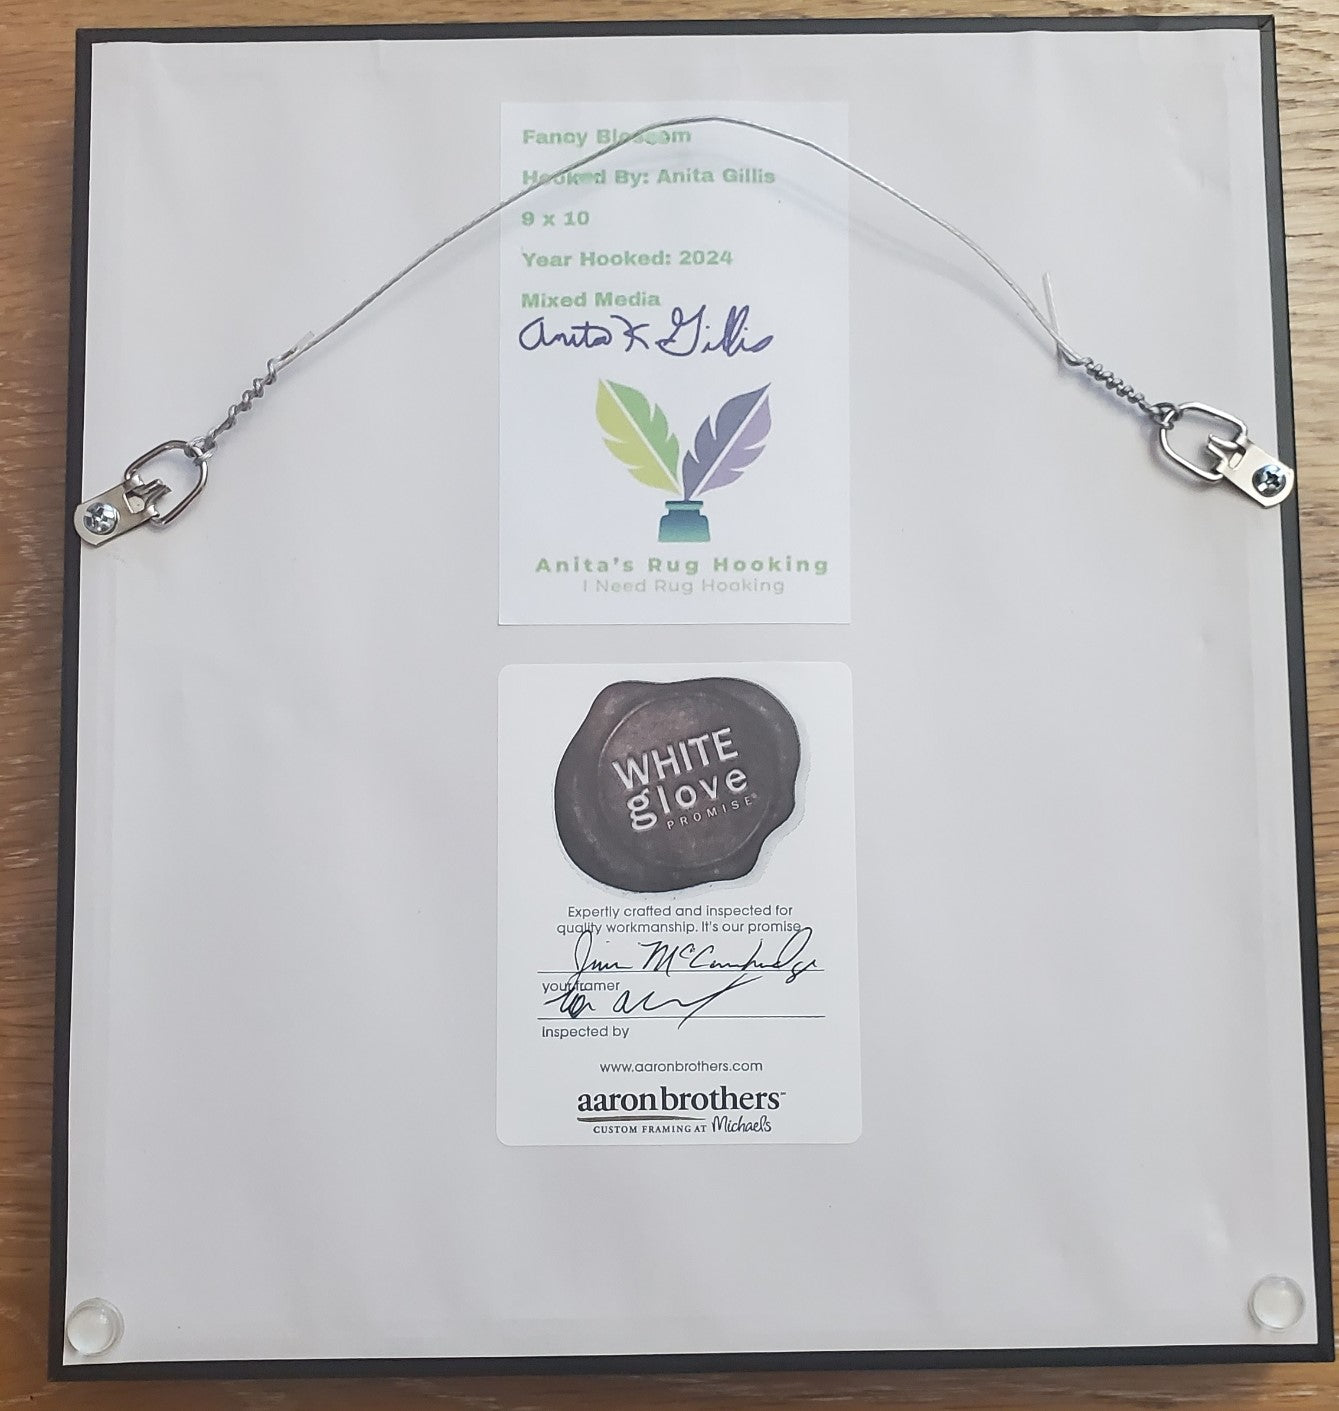 Fancy Blossom
Hooked By: Anita Gillis
9 x 10
Year Hooked: 2024
Mixed Media
Anita K Gillis
Anita's Rug Hooking
I Need Rug Hooking
WHITE
glove
PROMISE®
Expertly crafted and inspected for
quality workmanship. It's our promise.
Jim
your framer
Inspected by
www.aaronbrothers.com
aaronbrothers
CUSTOM FRAMING AT Michaels